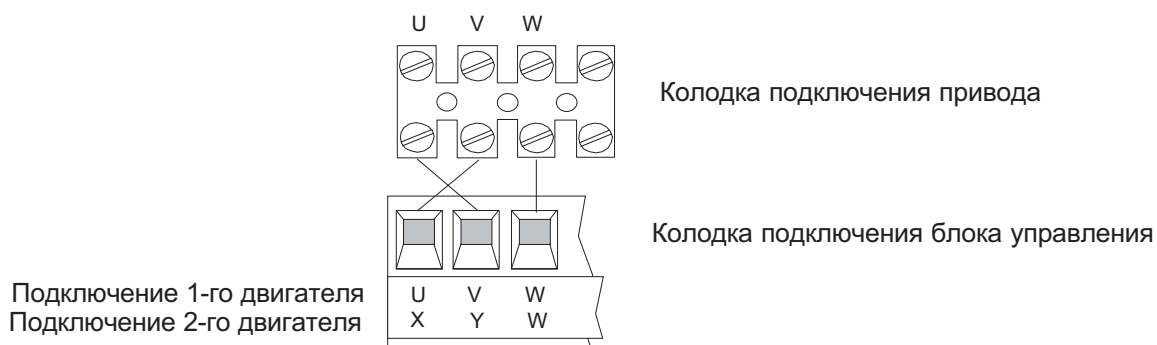 U V W
Колодка подключения привода
Колодка подключения блока управления
Подключение 1-го двигателя U V W
Подключение 2-го двигателя X Y W